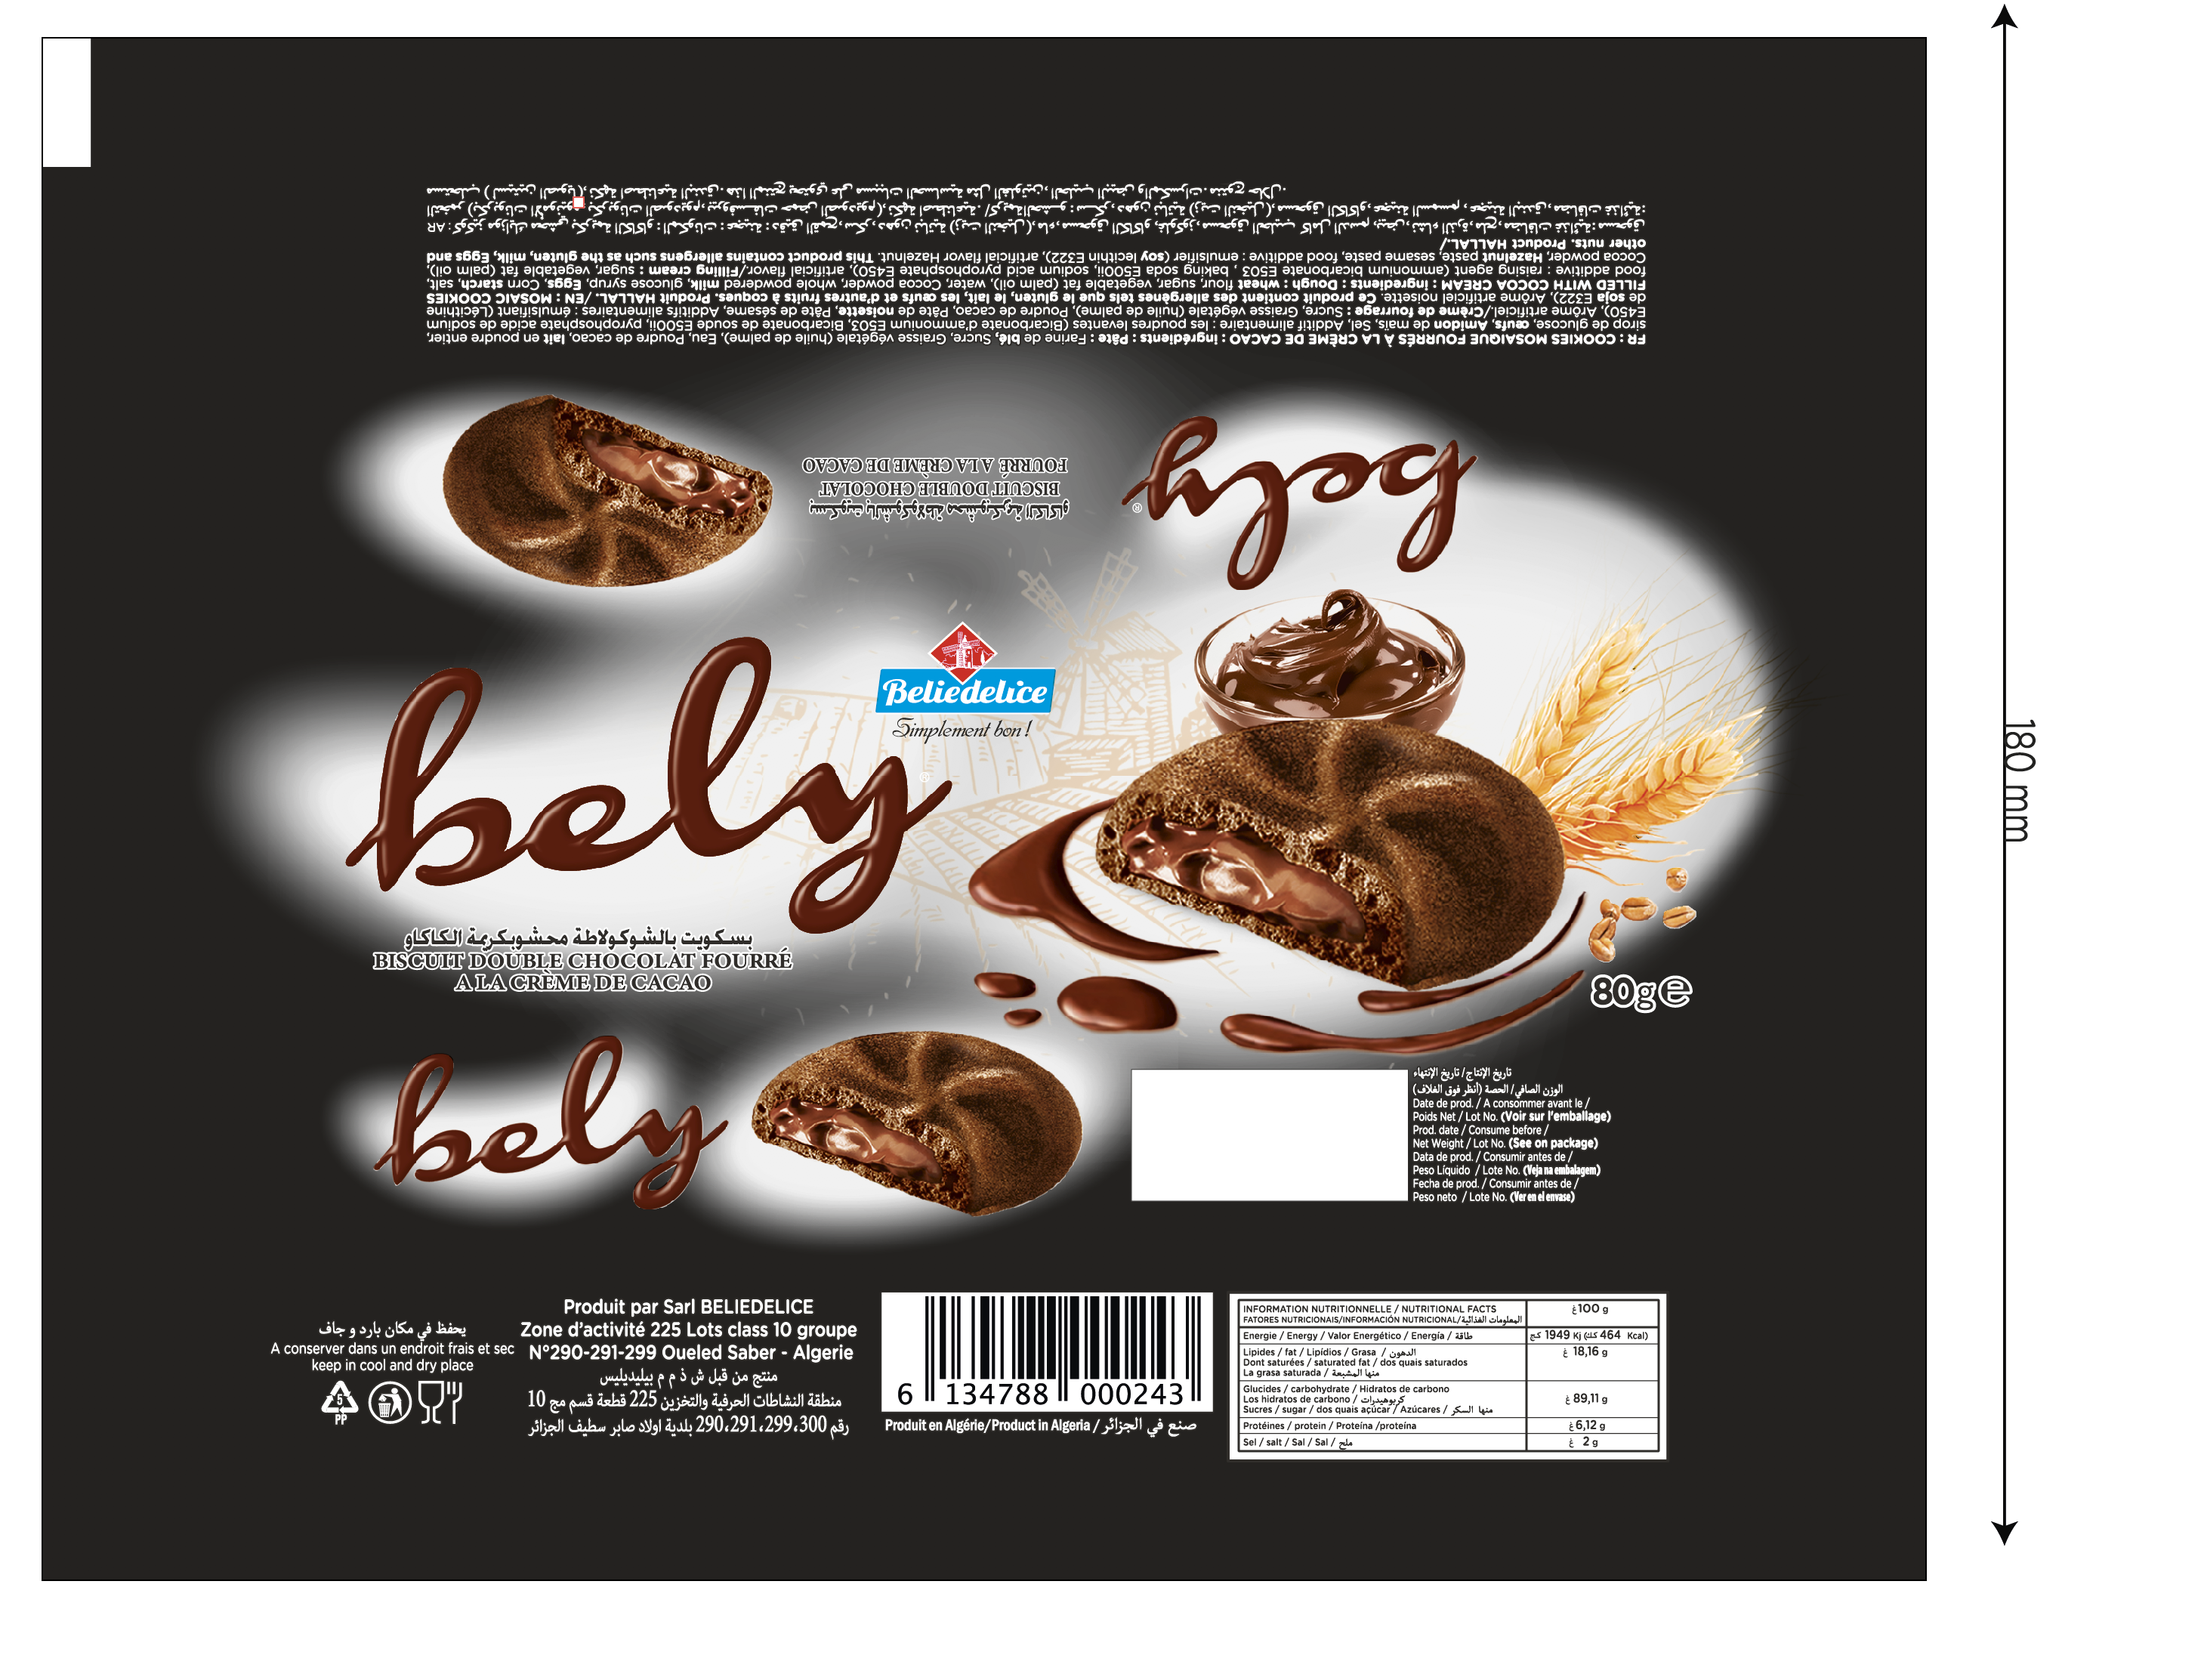 FR : COOKIES MOSAIQUE FOURRÉS À LA CRÈME DE CACAO : ingrédients : Pâte : Farine de blé, Sucre, Graisse végétale (huile de palme), Eau, Poudre de cacao, lait en poudre entier,
sirop de glucose, œufs, Amidon de maïs, Sel, Additif alimentaire : les poudres levantes (Bicarbonate d'ammonium E503, Bicarbonate de soude E500ii, pyrophosphate acide de sodium
E450), Arôme artificiel./Crème de fourrage : Sucre, Graisse végétale (huile de palme), Poudre de cacao, Pâte de noisette, Pâte de sésame, Additifs alimentaires : émulsifiant (Lécithine
de soja E322), Arôme artificiel noisette. Ce produit contient des allergènes tels que le gluten, le lait, les œufs et d'autres fruits à coques. Produit HALLAL. /EN : MOSAIC COOKIES
FILLED WITH COCOA CREAM : ingredients : Dough : wheat flour, sugar, vegetable fat (palm oil), water, Cocoa powder, whole powdered milk, glucose syrup, Eggs, Corn starch, salt,
food additive : raising agent (ammonium bicarbonate E503 , baking soda E500ii, sodium acid pyrophosphate E450), artificial flavor./Filling cream : sugar, vegetable fat (palm oil),
Cocoa powder, Hazelnut paste, sesame paste, food additive : emulsifier (soy lecithin E322), artificial flavor Hazelnut. This product contains allergens such as the gluten, milk, Eggs and
other nuts. Product HALLAL./
bely ®
BISCUIT DOUBLE CHOCOLAT
FOURRÉ A LA CRÈME DE CACAO
Beliedelice
Simplement bon !
bely ®
بسكويت بالشوكولاطة محشوبكريمة الكاكاو
BISCUIT DOUBLE CHOCOLAT FOURRÉ
A LA CRÈME DE CACAO
80g e
bely
تاريخ الإنتاج/ تاريخ الإنتهاء
الوزن الصافي/ الحصة (أنظر فوق الغلاف)
Date de prod. / A consommer avant le /
Poids Net / Lot No. (Voir sur l'emballage)
Prod. date / Consume before /
Net Weight / Lot No. (See on package)
Data de prod. / Consumir antes de /
Peso Líquido / Lote No. (Veja na embalagem)
Fecha de prod. / Consumir antes de /
Peso neto / Lote No. (Ver en el envase)
يحفظ في مكان بارد و جاف
A conserver dans un endroit frais et sec
keep in cool and dry place
5
PP
Produit par Sarl BELIEDELICE
Zone d'activité 225 Lots class 10 groupe
N°290-291-299 Oueled Saber - Algerie
منتج من قبل ش ذ م م بيليديليس
منطقة النشاطات الحرفية والتخزين 225 قطعة قسم مج 10
رقم 290،291،299،300 بلدية اولاد صابر سطيف الجزائر
6 134788 000243
Produit en Algérie/Product in Algeria / صنع في الجزائر
INFORMATION NUTRITIONNELLE / NUTRITIONAL FACTS
FATORES NUTRICIONAIS/INFORMACIÓN NUTRICIONAL/المعلومات الغذائية
غ100 g
Energie / Energy / Valor Energético / Energía / طاقة
كج 1949 Kj (كك 464 Kcal)
Lipides / fat / Lipídios / Grasa / الدهون
Dont saturées / saturated fat / dos quais saturados
La grasa saturada / منها المشبعة
غ 18,16 g
Glucides / carbohydrate / Hidratos de carbono
Los hidratos de carbono / كربوهيدرات
Sucres / sugar / dos quais açúcar / Azúcares / منها السكر
غ 89,11 g
Protéines / protein / Proteína /proteína
غ6,12 g
Sel / salt / Sal / Sal / ملح
غ 2 g
180 mm